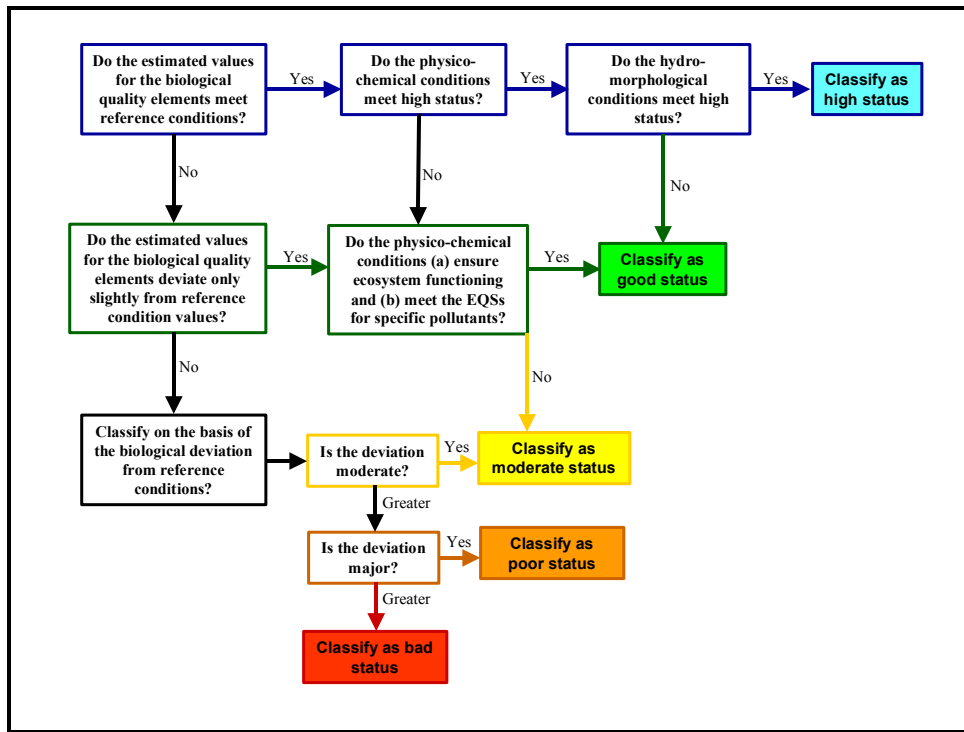 Do the estimated values
for the biological
quality elements meet
reference conditions?
Yes
Do the physico-
chemical conditions
meet high status?
Yes
Do the hydro-
morphological
conditions meet high
status?
Yes
Classify as
high status
No
No
No
Do the estimated values
for the biological quality
elements deviate only
slightly from reference
condition values?
Yes
Do the physico-chemical
conditions (a) ensure
ecosystem functioning
and (b) meet the EQSs
for specific pollutants?
Yes
Classify as
good status
No
No
Classify on the basis of
the biological deviation
from reference
conditions?
Is the deviation
moderate?
Yes
Classify as
moderate status
Greater
Is the deviation
major?
Yes
Classify as
poor status
Greater
Classify as bad
status